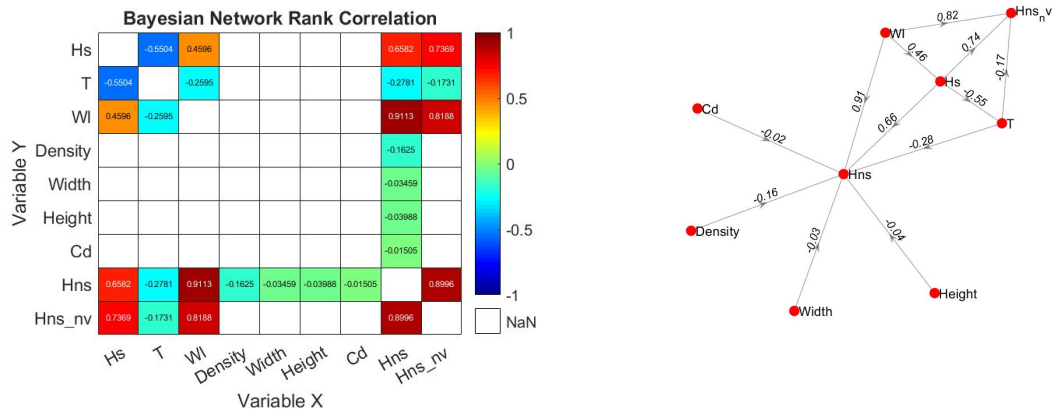 Bayesian Network Rank Correlation
Hs
-0.5504
0.4596
0.6582
0.7369
T
-0.5504
-0.2595
-0.2781
-0.1731
Wl
0.4596
-0.2595
0.9113
0.8188
Density
-0.1625
Width
-0.03459
Height
-0.03988
Cd
-0.01505
Hns
0.6582
-0.2781
0.9113
-0.1625
-0.03459
-0.03988
-0.01505
0.8996
Hns_nv
0.7369
-0.1731
0.8188
0.8996
Variable Y
Hs
T
Wl
Density
Width
Height
Cd
Hns
Hns_nv
Variable X
1
0.5
0
-0.5
-1
NaN
Hns_nv
0.82
Wl
0.74
0.46
-0.17
Hs
-0.55
0.91
Cd
0.66
T
-0.02
-0.28
Hns
-0.16
Density
-0.03
-0.04
Height
Width